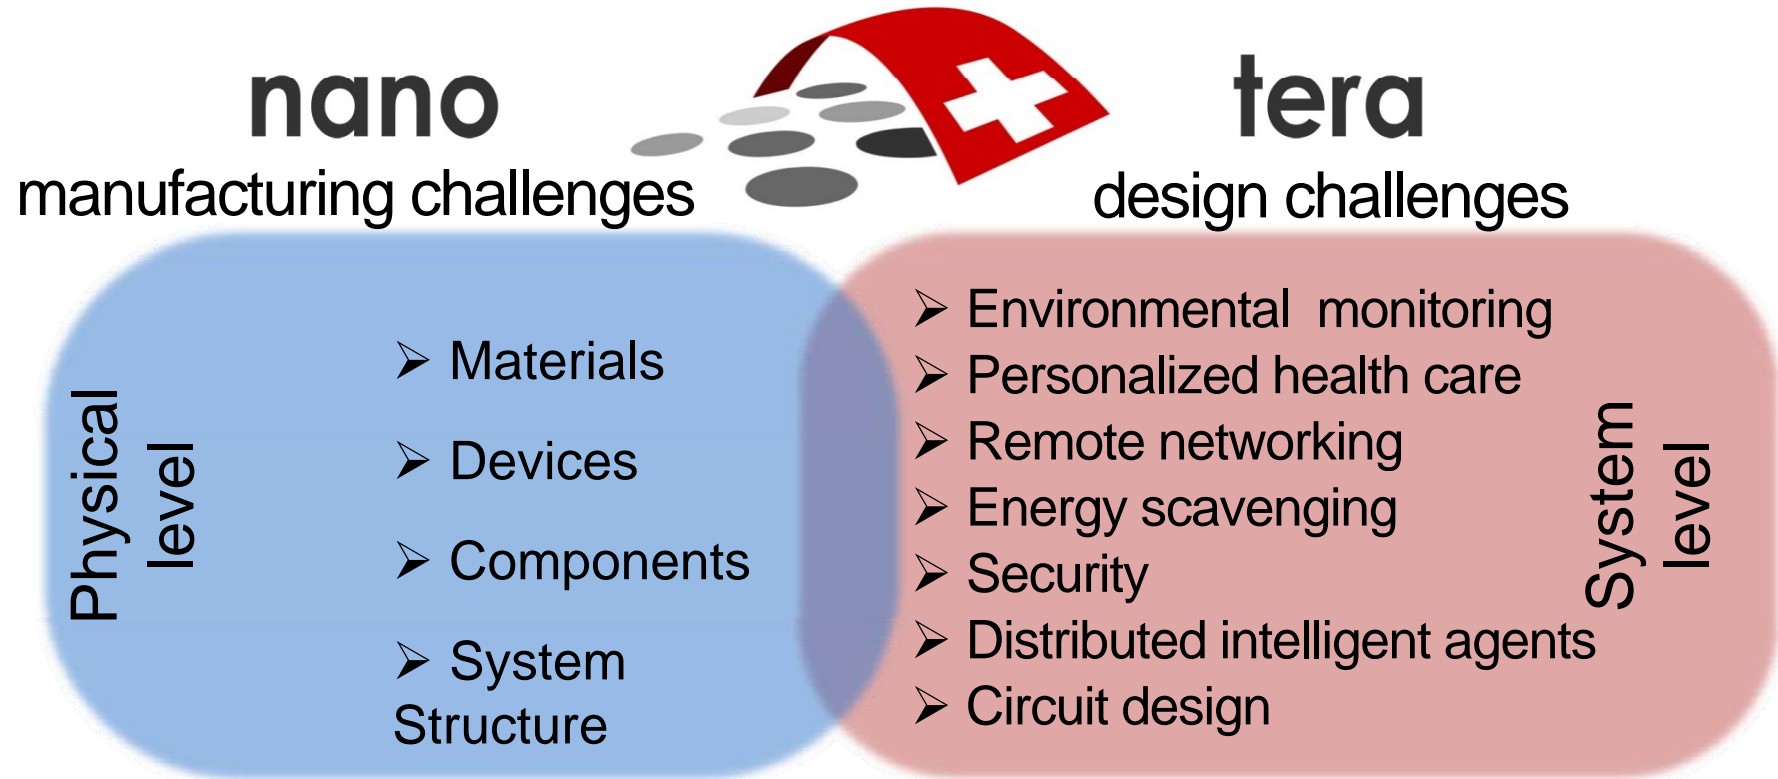 nano
manufacturing challenges
tera
design challenges
Physical
level
➢ Materials
➢ Devices
➢ Components
➢ System
Structure
➢ Environmental monitoring
➢ Personalized health care
➢ Remote networking
➢ Energy scavenging
➢ Security
➢ Distributed intelligent agents
➢ Circuit design
System
level